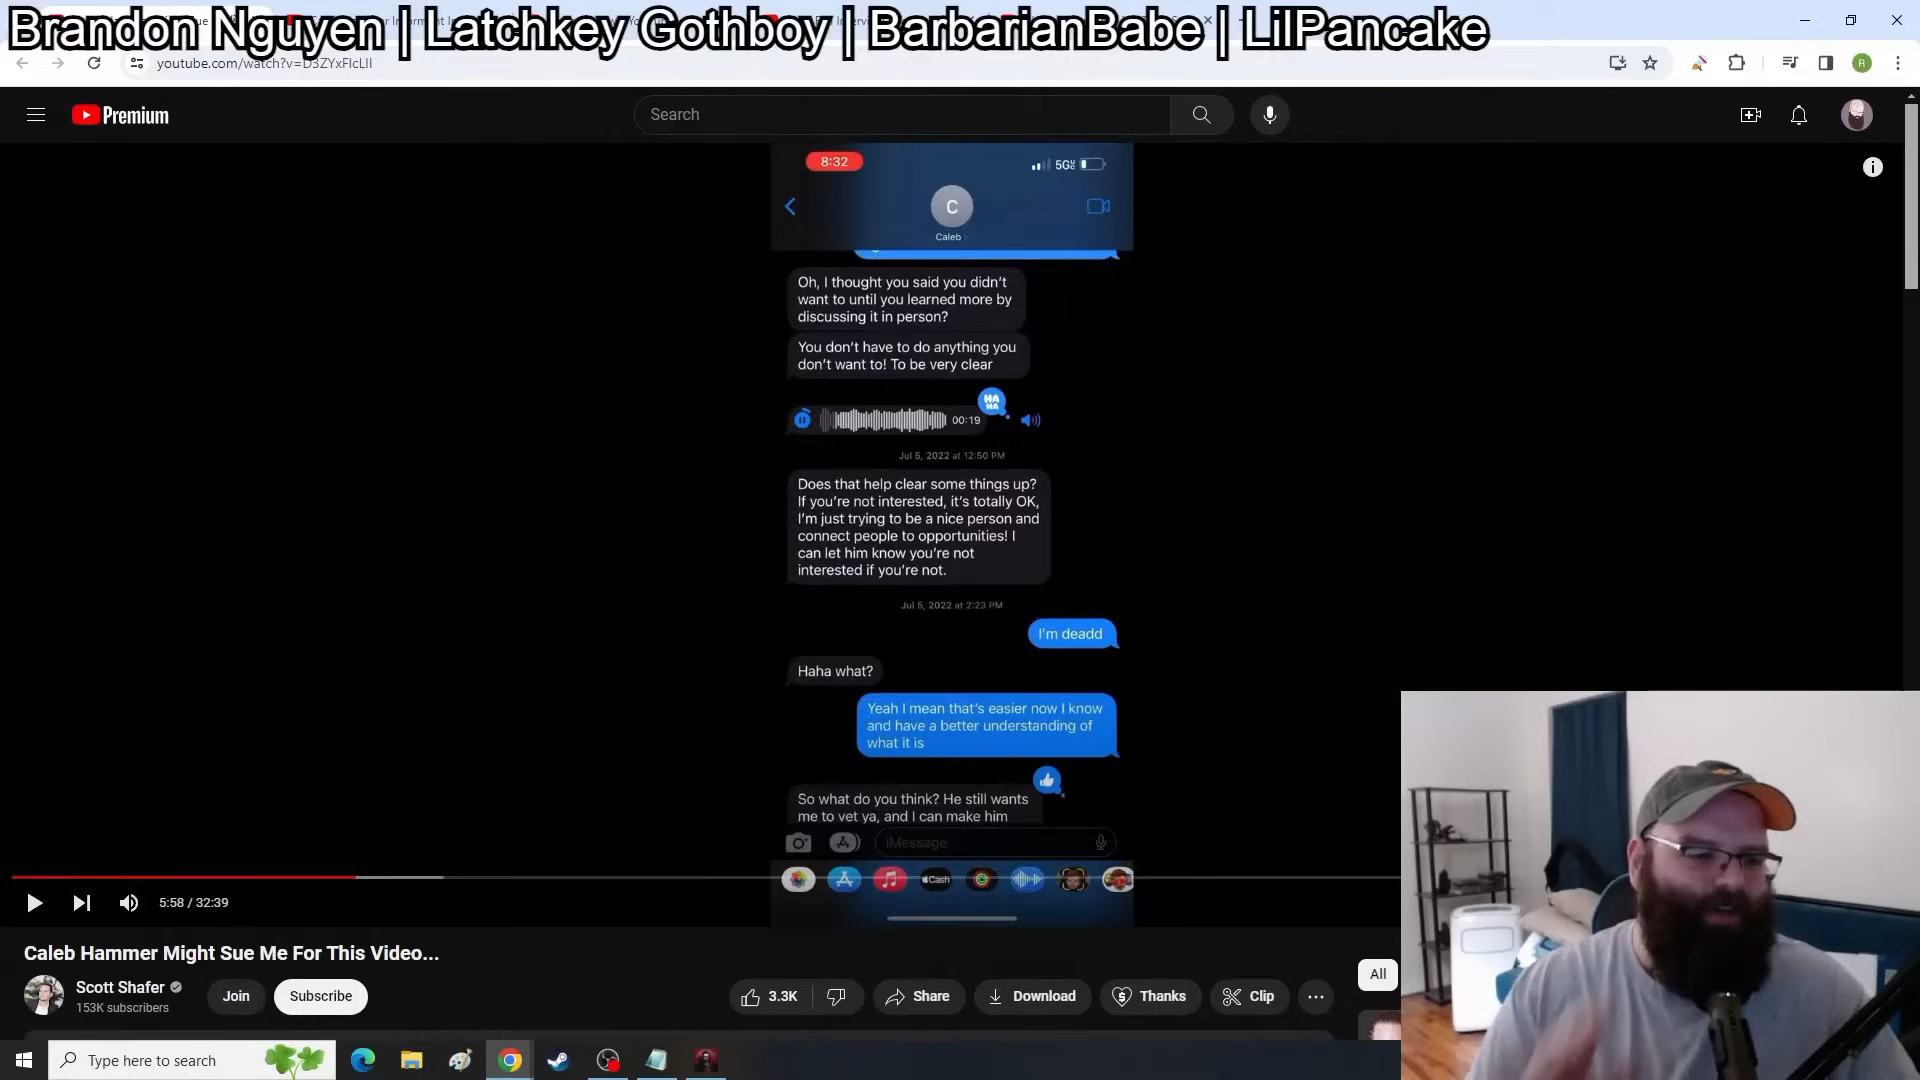 Brandon Nguyen | Latchkey Gothboy | BarbarianBabe | LilPancake
youtube.com/watch?v=D3ZYxFIcLII
R
Premium
Search
8:32
5G
C
Caleb
Oh, I thought you said you didn't
want to until you learned more by
discussing it in person?
You don't have to do anything you
don't want to! To be very clear
HA
HA
00:19
Jul 5, 2022 at 12:50 PM
Does that help clear some things up?
If you're not interested, it's totally OK,
I'm just trying to be a nice person and
connect people to opportunities! I
can let him know you're not
interested if you're not.
Jul 5, 2022 at 2:23 PM
I'm deadd
Haha what?
Yeah I mean that's easier now I know
and have a better understanding of
what it is
So what do you think? He still wants
me to vet ya, and I can make him
iMessage
Cash
5:58 / 32:39
Caleb Hammer Might Sue Me For This Video...
Scott Shafer
153K subscribers
Join
Subscribe
3.3K
Share
Download
Thanks
Clip
All
Type here to search